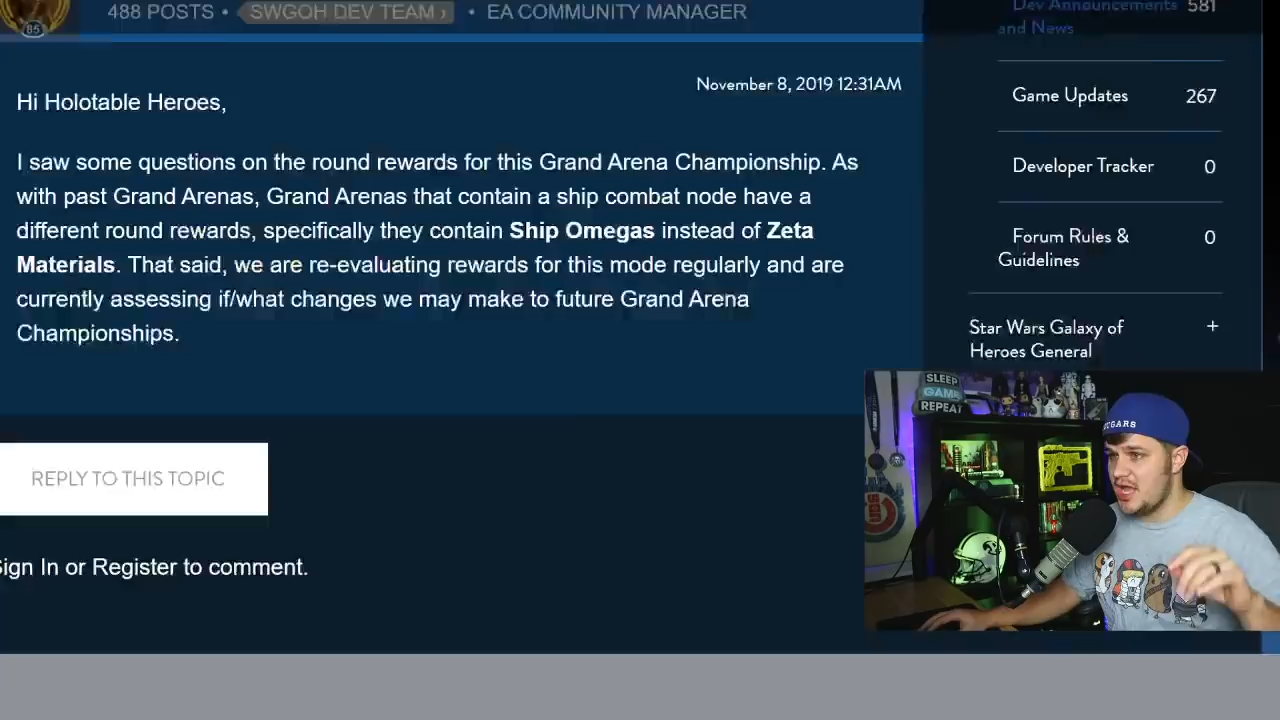 488 POSTS • SWGOH DEV TEAM › • EA COMMUNITY MANAGER
85
November 8, 2019 12:31AM
Hi Holotable Heroes,
I saw some questions on the round rewards for this Grand Arena Championship. As
with past Grand Arenas, Grand Arenas that contain a ship combat node have a
different round rewards, specifically they contain Ship Omegas instead of Zeta
Materials. That said, we are re-evaluating rewards for this mode regularly and are
currently assessing if/what changes we may make to future Grand Arena
Championships.
REPLY TO THIS TOPIC
Sign In or Register to comment.
Dev Announcements 581
and News
Game Updates 267
Developer Tracker 0
Forum Rules & 0
Guidelines
Star Wars Galaxy of +
Heroes General
SLEEP
GAME
REPEAT